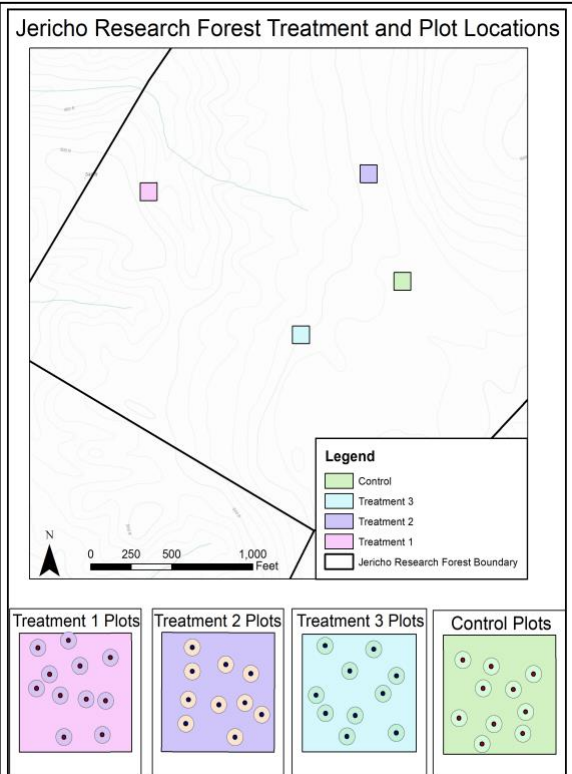 Jericho Research Forest Treatment and Plot Locations
Legend
Control
Treatment 3
Treatment 2
Treatment 1
Jericho Research Forest Boundary
N
0 250 500 1,000
Feet
Treatment 1 Plots
Treatment 2 Plots
Treatment 3 Plots
Control Plots